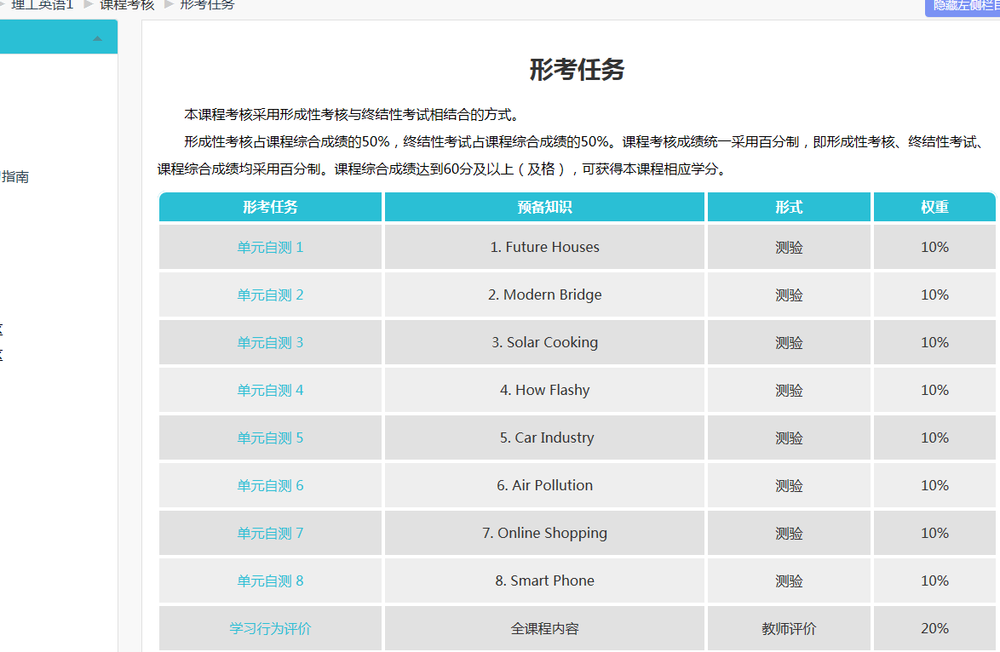 理工英语1 课程考核 形考任务
隐藏左侧栏目
形考任务
本课程考核采用形成性考核与终结性考试相结合的方式。
形成性考核占课程综合成绩的50%，终结性考试占课程综合成绩的50%。课程考核成绩统一采用百分制，即形成性考核、终结性考试、
课程综合成绩均采用百分制。课程综合成绩达到60分及以上（及格），可获得本课程相应学分。
指南
形考任务 预备知识 形式 权重
单元自测 1 1. Future Houses 测验 10%
单元自测 2 2. Modern Bridge 测验 10%
单元自测 3 3. Solar Cooking 测验 10%
单元自测 4 4. How Flashy 测验 10%
单元自测 5 5. Car Industry 测验 10%
单元自测 6 6. Air Pollution 测验 10%
单元自测 7 7. Online Shopping 测验 10%
单元自测 8 8. Smart Phone 测验 10%
学习行为评价 全课程内容 教师评价 20%